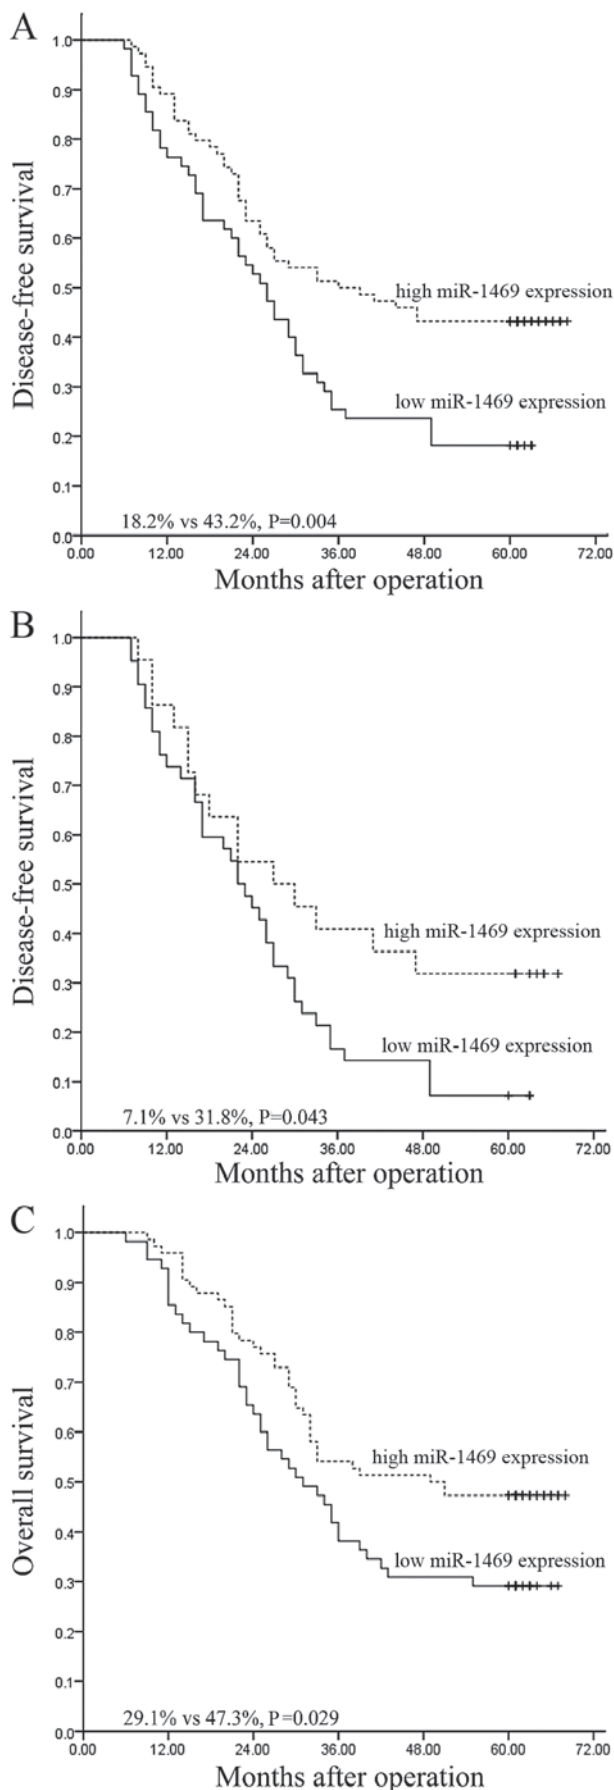 A
1.0
0.9
0.8
0.7
0.6
0.5
0.4
0.3
0.2
0.1
0.0
Disease-free survival
high miR-1469 expression
low miR-1469 expression
18.2% vs 43.2%, P=0.004
0.00 12.00 24.00 36.00 48.00 60.00 72.00
Months after operation
B
1.0
0.9
0.8
0.7
0.6
0.5
0.4
0.3
0.2
0.1
0.0
Disease-free survival
high miR-1469 expression
low miR-1469 expression
7.1% vs 31.8%, P=0.043
0.00 12.00 24.00 36.00 48.00 60.00 72.00
Months after operation
C
1.0
0.9
0.8
0.7
0.6
0.5
0.4
0.3
0.2
0.1
0.0
Overall survival
high miR-1469 expression
low miR-1469 expression
29.1% vs 47.3%, P=0.029
0.00 12.00 24.00 36.00 48.00 60.00 72.00
Months after operation